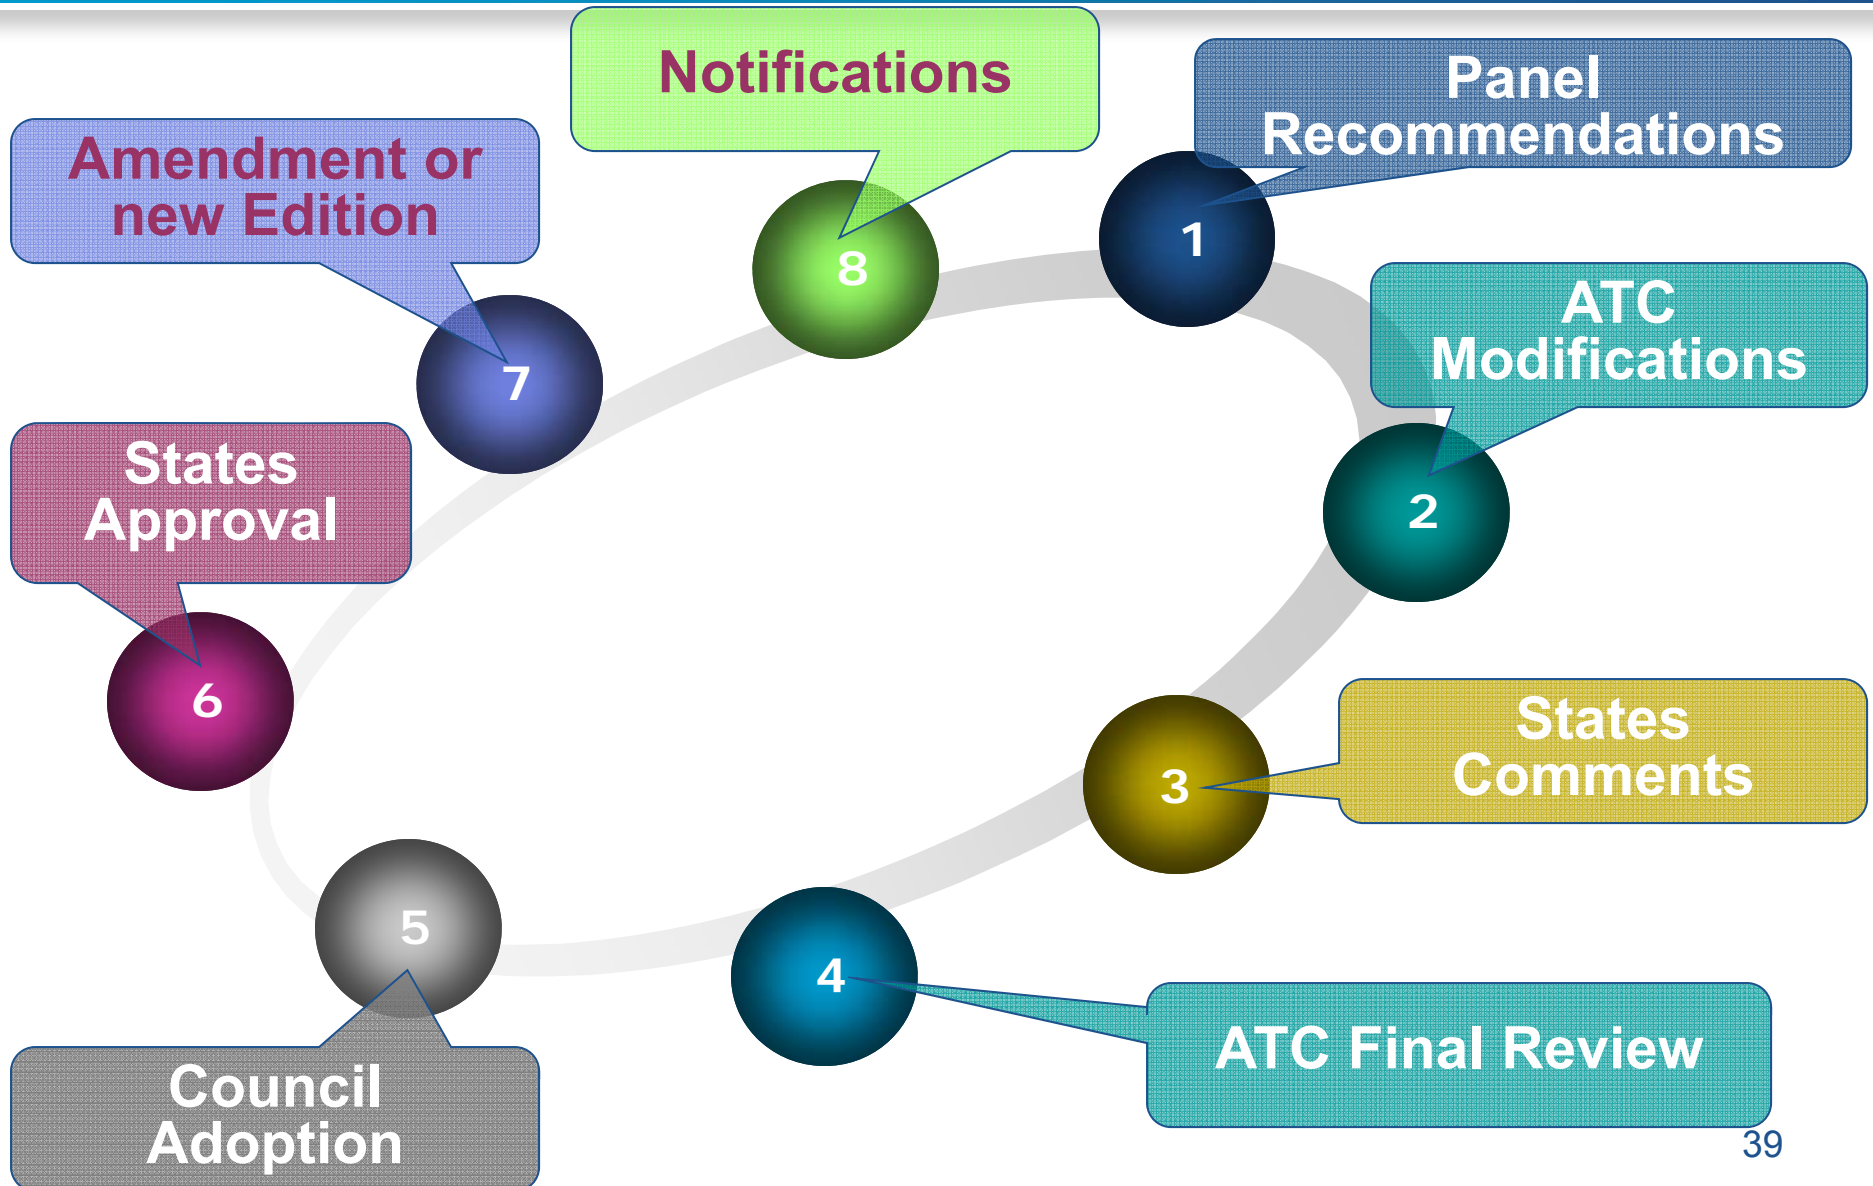 Notifications
Panel
Recommendations
Amendment or
new Edition
8
1
ATC
Modifications
7
States
Approval
2
6
States
Comments
3
5
4
ATC Final Review
Council
Adoption
39